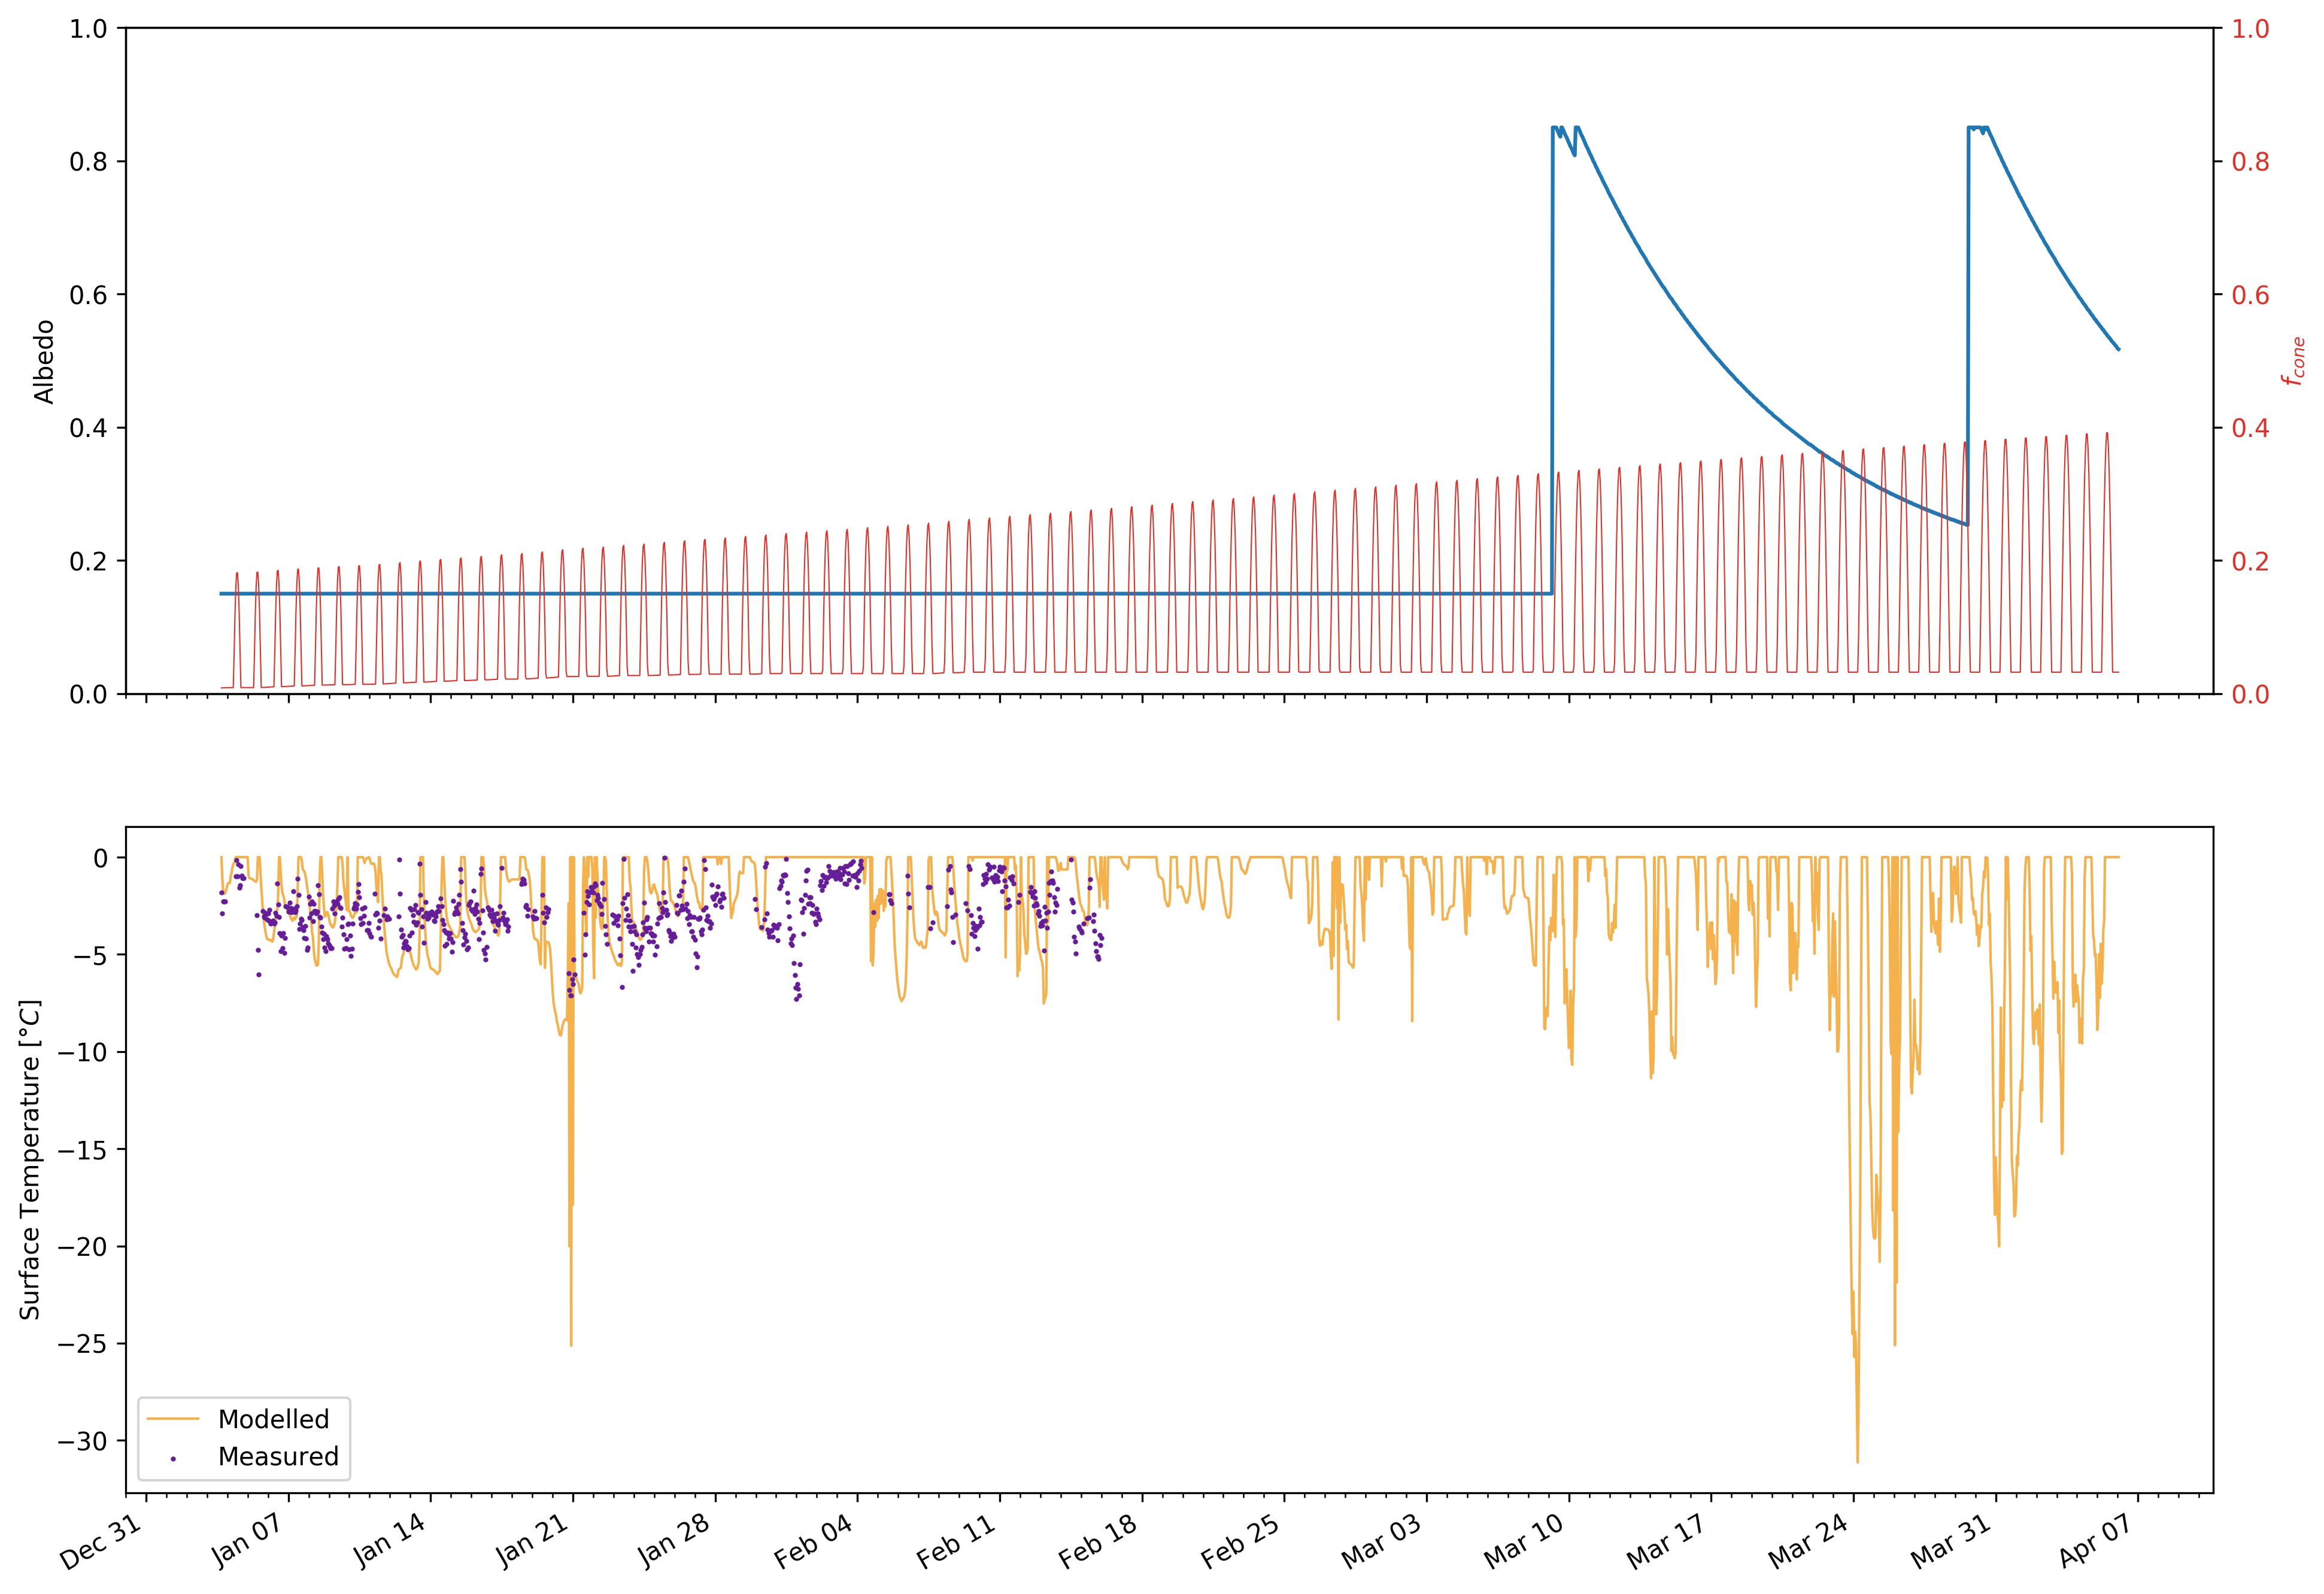 1.0
0.8
0.6
0.4
0.2
0.0
Albedo
1.0
0.8
0.6
0.4
0.2
0.0
f_cone
0
−5
−10
−15
−20
−25
−30
Surface Temperature [°C]
Modelled
Measured
Dec 31
Jan 07
Jan 14
Jan 21
Jan 28
Feb 04
Feb 11
Feb 18
Feb 25
Mar 03
Mar 10
Mar 17
Mar 24
Mar 31
Apr 07